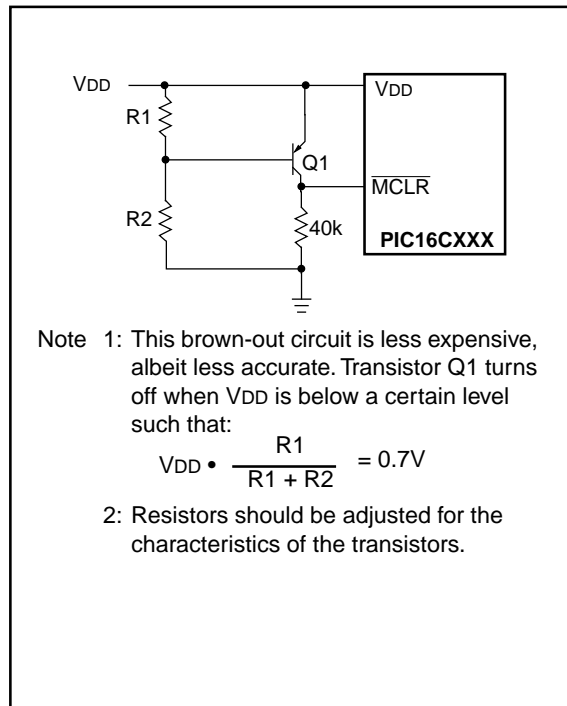 VDD
VDD
R1
Q1
MCLR
R2
40k
PIC16CXXX
Note 1: This brown-out circuit is less expensive,
albeit less accurate. Transistor Q1 turns
off when VDD is below a certain level
such that:
VDD • R1 / R1 + R2 = 0.7V
2: Resistors should be adjusted for the
characteristics of the transistors.